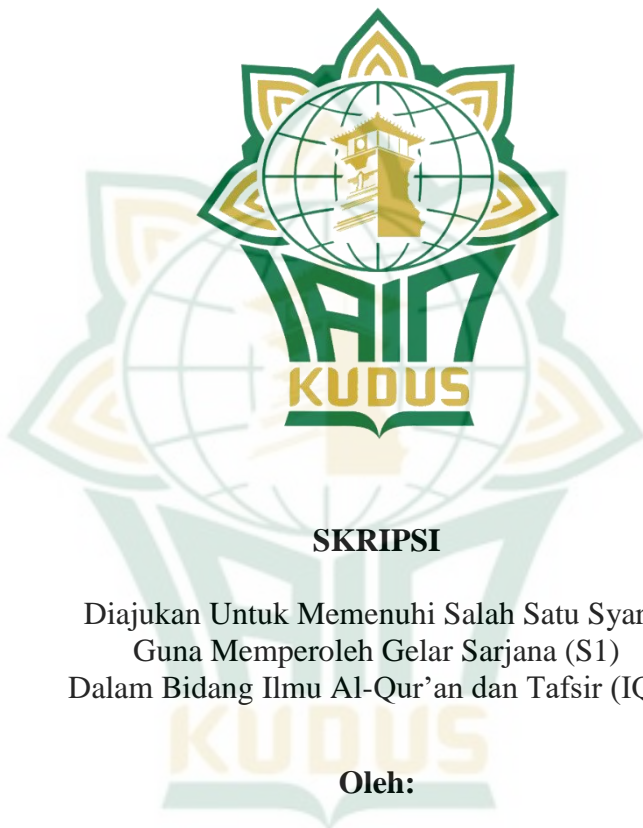 IAIN
KUDUS
SKRIPSI
Diajukan Untuk Memenuhi Salah Satu Syar
Guna Memperoleh Gelar Sarjana (S1)
Dalam Bidang Ilmu Al-Qur’an dan Tafsir (IQ
Oleh: